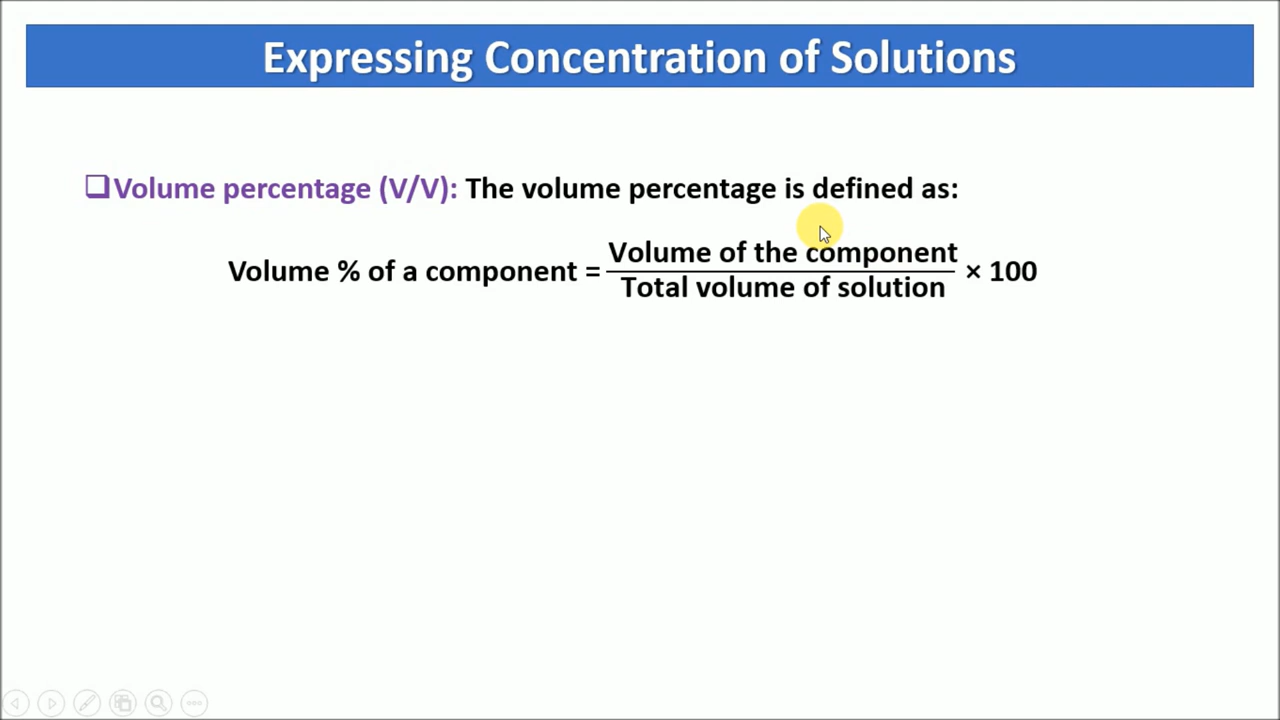 Expressing Concentration of Solutions
❑Volume percentage (V/V): The volume percentage is defined as:
Volume % of a component = Volume of the component / Total volume of solution × 100